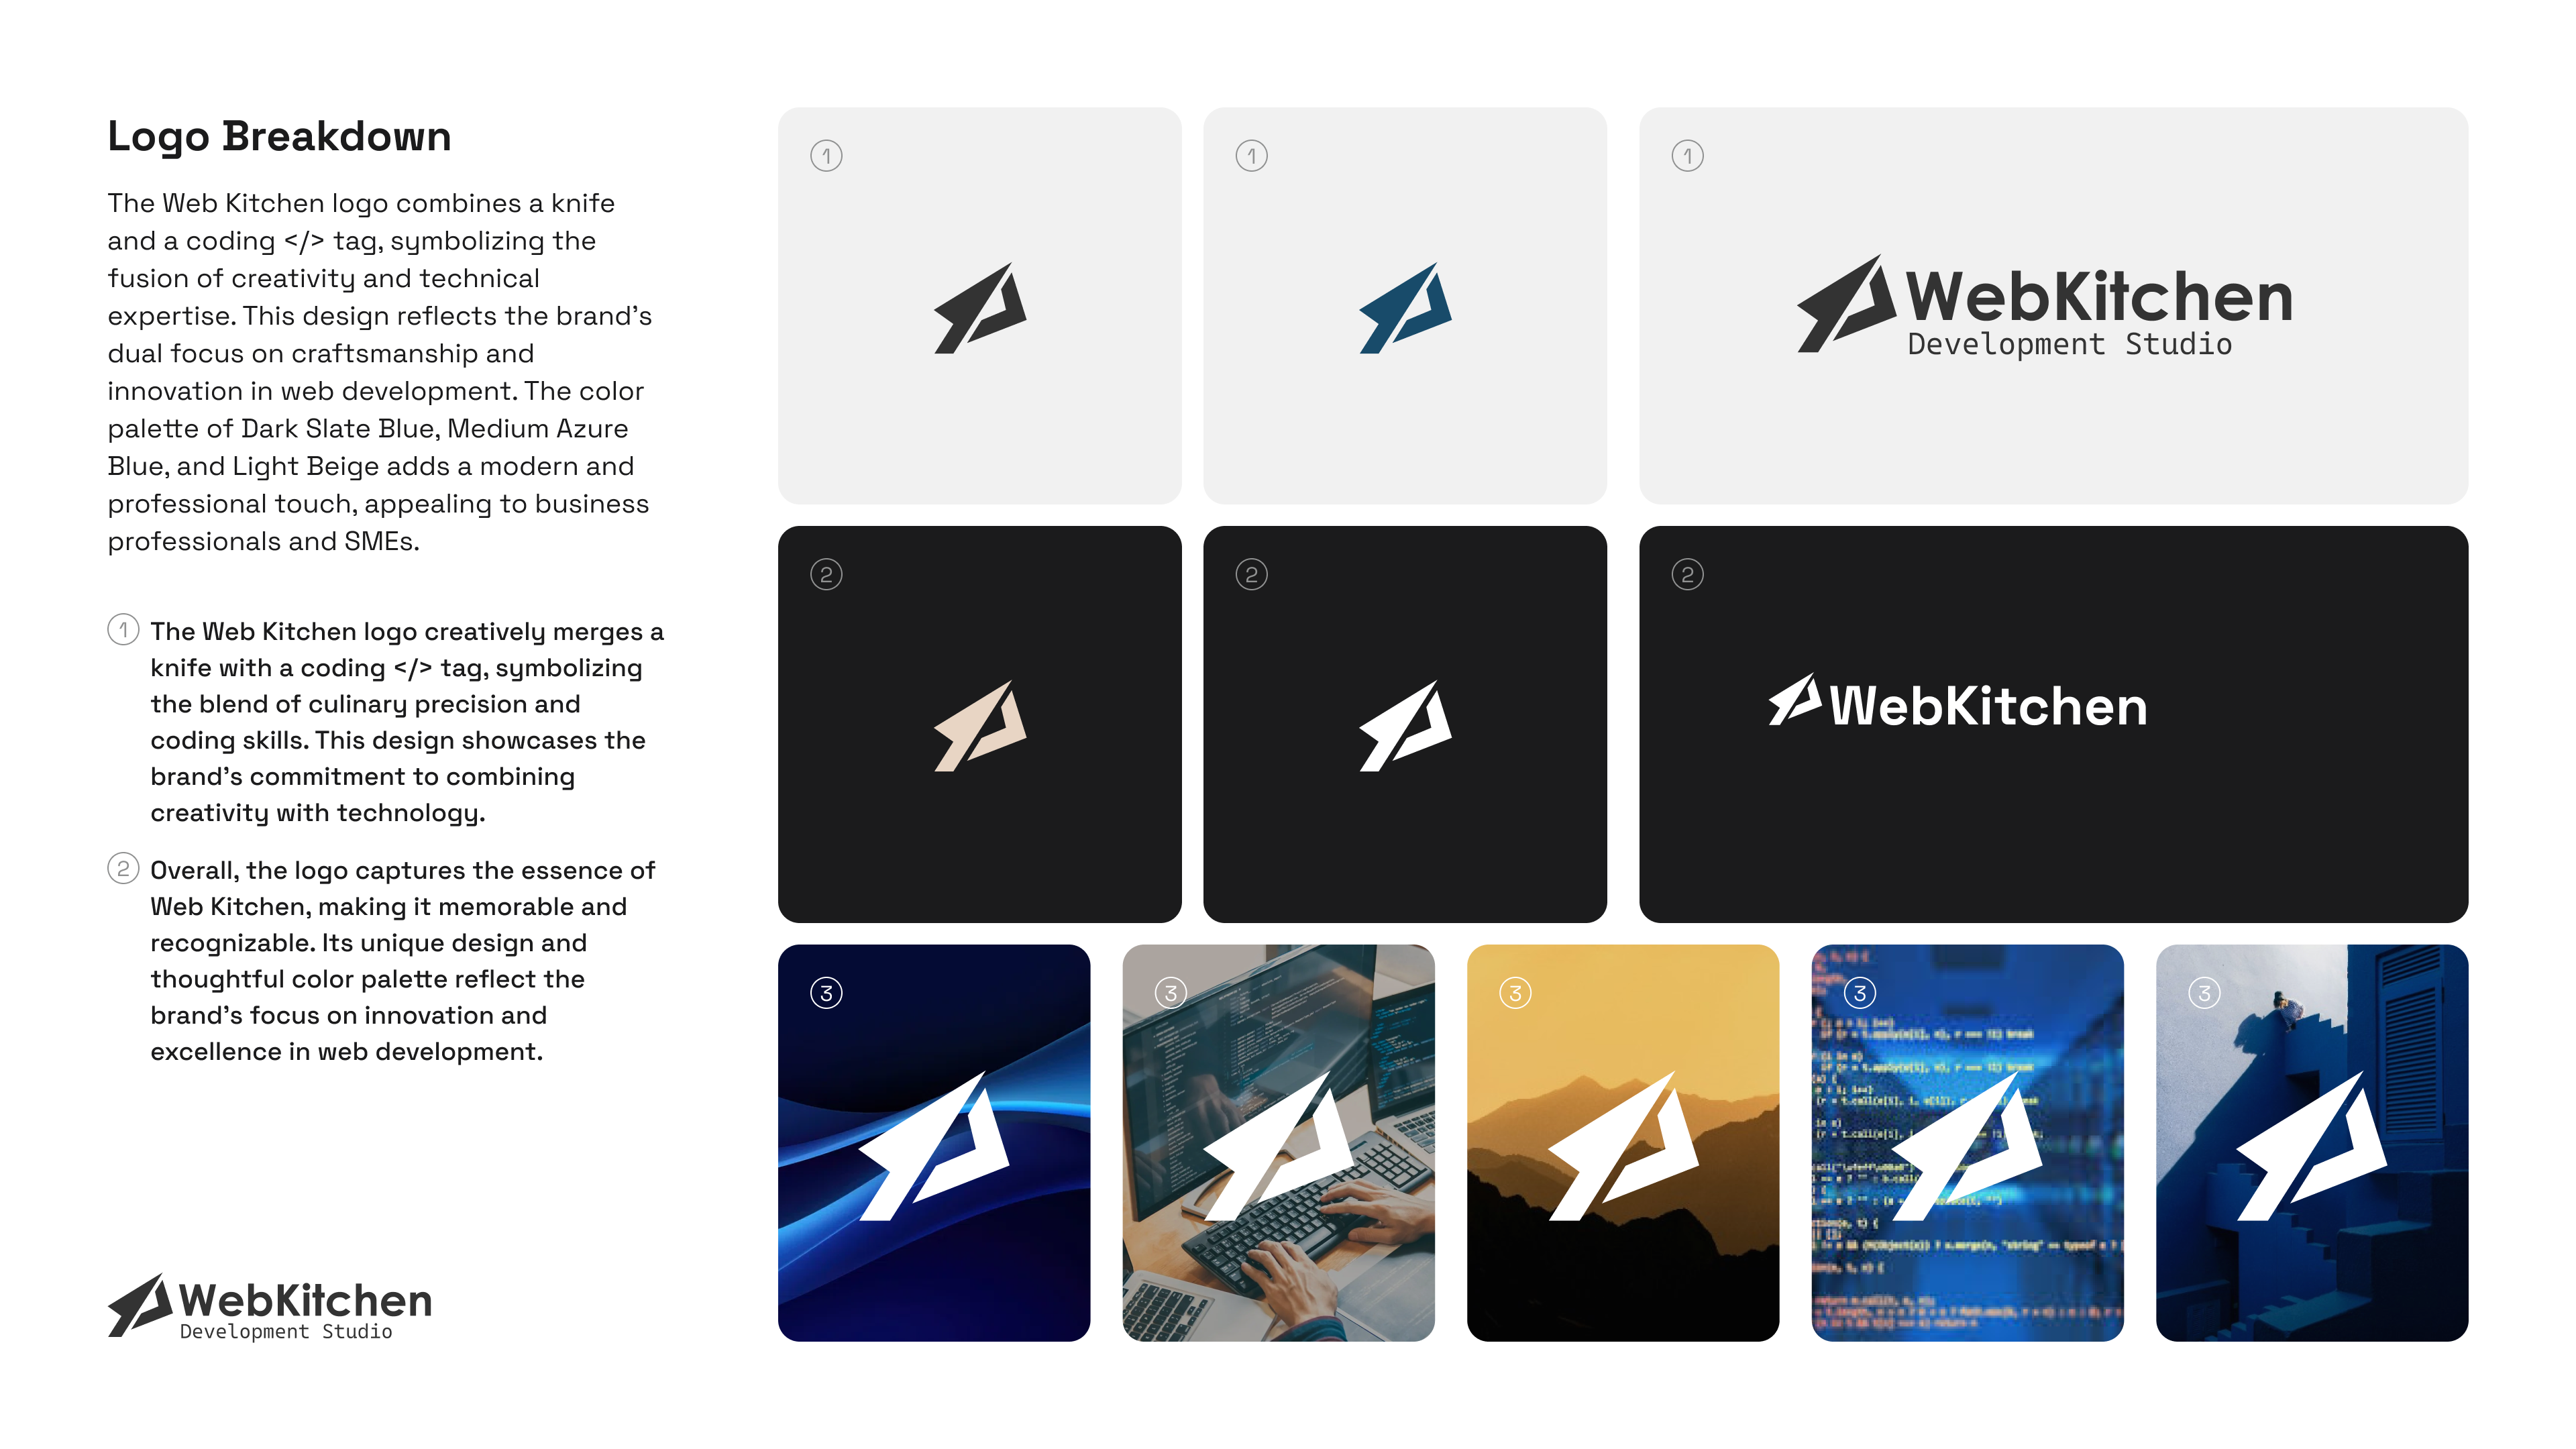 Logo Breakdown
The Web Kitchen logo combines a knife
and a coding </> tag, symbolizing the
fusion of creativity and technical
expertise. This design reflects the brand's
dual focus on craftsmanship and
innovation in web development. The color
palette of Dark Slate Blue, Medium Azure
Blue, and Light Beige adds a modern and
professional touch, appealing to business
professionals and SMEs.
1 The Web Kitchen logo creatively merges a
knife with a coding </> tag, symbolizing
the blend of culinary precision and
coding skills. This design showcases the
brand's commitment to combining
creativity with technology.
2 Overall, the logo captures the essence of
Web Kitchen, making it memorable and
recognizable. Its unique design and
thoughtful color palette reflect the
brand's focus on innovation and
excellence in web development.
WebKitchen
Development Studio
1
1
1
WebKitchen
Development Studio
2
2
2
WebKitchen
3
3
3
3
3